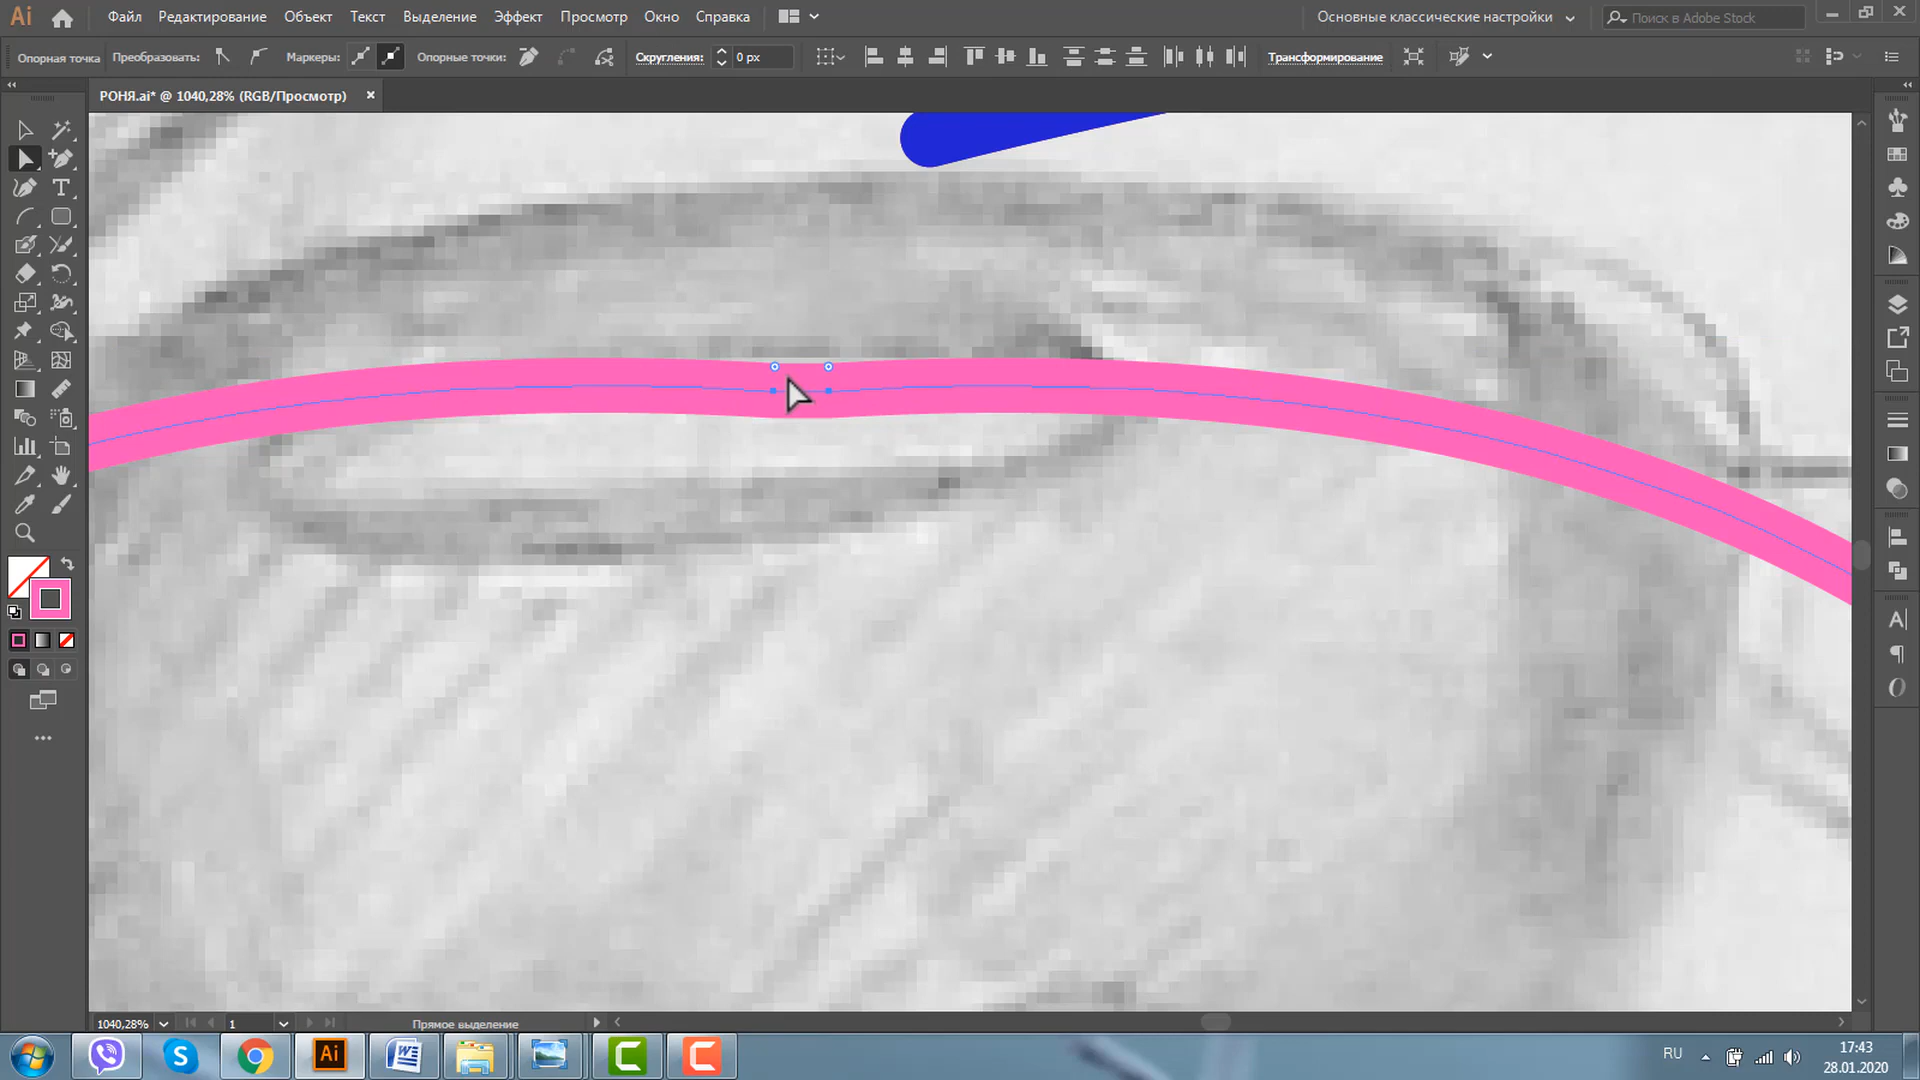 Ai Файл Редактирование Объект Текст Выделение Эффект Просмотр Окно Справка Основные классические настройки Поиск в Adobe Stock
Опорная точка Преобразовать: Маркеры: Опорные точки: Скругления: 0 px Трансформирование
РОНЯ.ai* @ 1040,28% (RGB/Просмотр) ×
1040,28% 1 Прямое выделение
Ai RU 17:43
28.01.2020